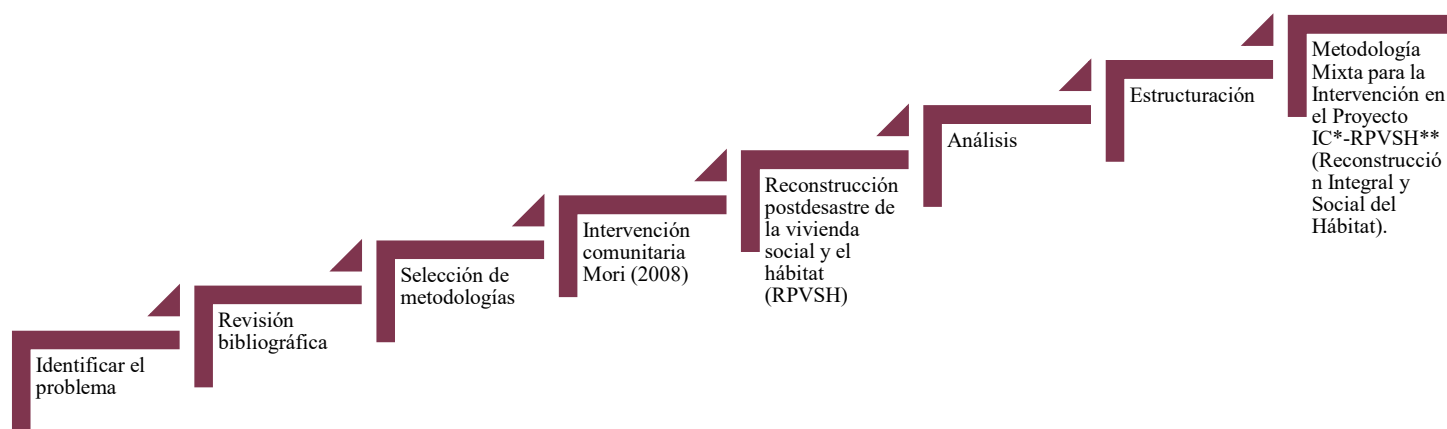 Identificar el
problema
Revisión
bibliográfica
Selección de
metodologías
Intervención
comunitaria
Mori (2008)
Reconstrucción
postdesastre de
la vivienda
social y el
hábitat
(RPVSH)
Análisis
Estructuración
Metodología
Mixta para la
Intervención en
el Proyecto
IC*-RPVSH**
(Reconstrucció
n Integral y
Social del
Hábitat).